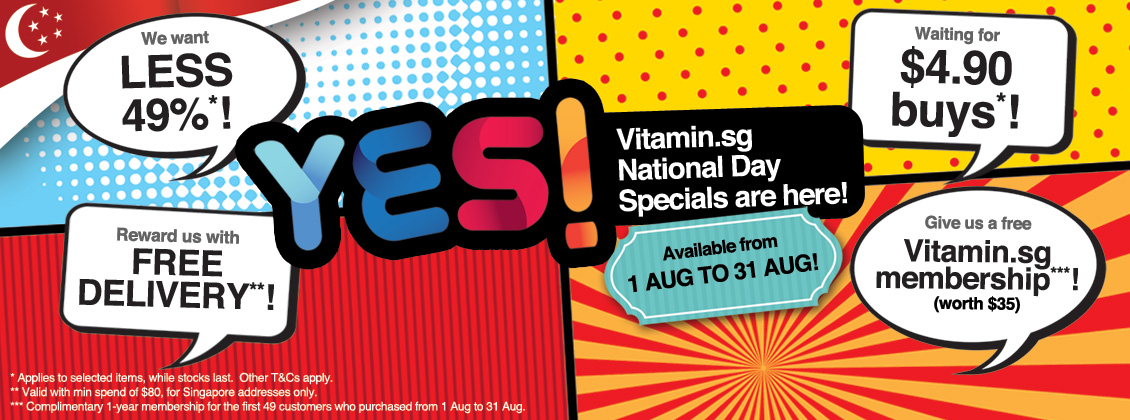 We want
LESS
49%*!
YES!
Vitamin.sg
National Day
Specials are here!
Available from
1 AUG TO 31 AUG!
Waiting for
$4.90
buys*!
Reward us with
FREE
DELIVERY**!
Give us a free
Vitamin.sg
membership***!
(worth $35)
* Applies to selected items, while stocks last. Other T&Cs apply.
** Valid with min spend of $80, for Singapore addresses only.
*** Complimentary 1-year membership for the first 49 customers who purchased from 1 Aug to 31 Aug.